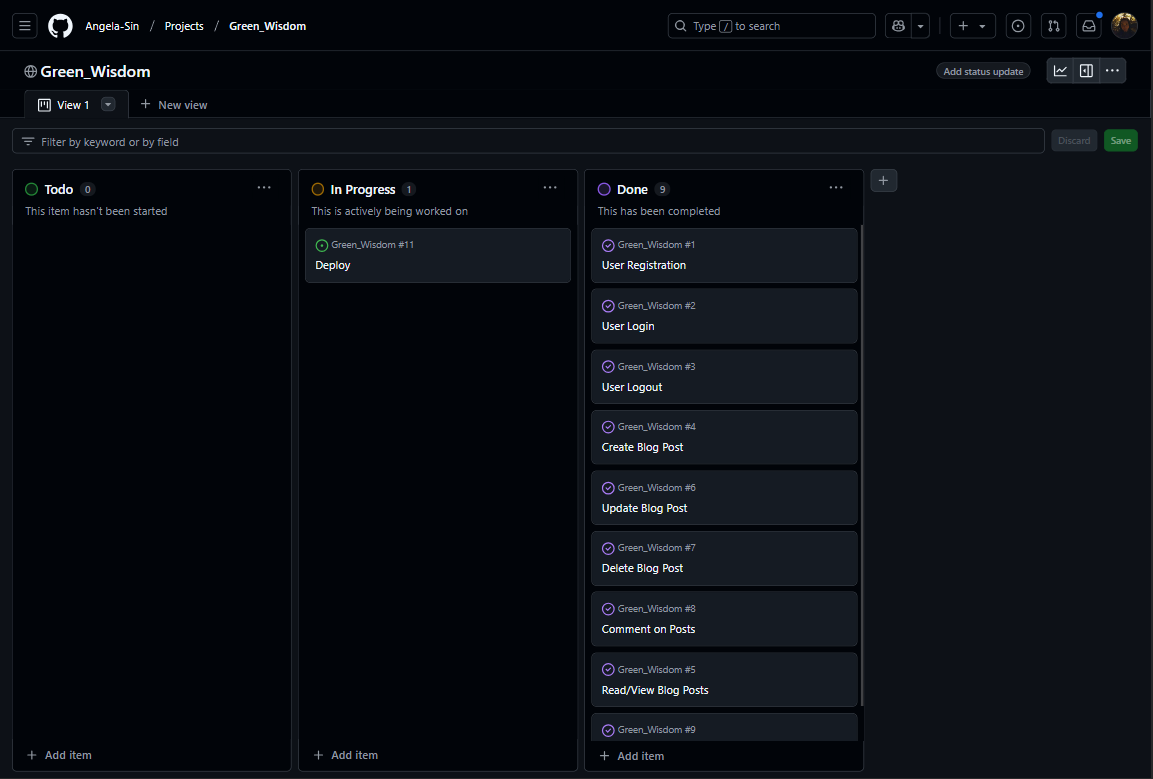 Angela-Sin / Projects / Green_Wisdom
Type / to search
Green_Wisdom
Add status update
View 1
New view
Filter by keyword or by field
Discard
Save
Todo 0
This item hasn't been started
Add item
In Progress 1
This is actively being worked on
Green_Wisdom #11
Deploy
Add item
Done 9
This has been completed
Green_Wisdom #1
User Registration
Green_Wisdom #2
User Login
Green_Wisdom #3
User Logout
Green_Wisdom #4
Create Blog Post
Green_Wisdom #6
Update Blog Post
Green_Wisdom #7
Delete Blog Post
Green_Wisdom #8
Comment on Posts
Green_Wisdom #5
Read/View Blog Posts
Green_Wisdom #9
Add item